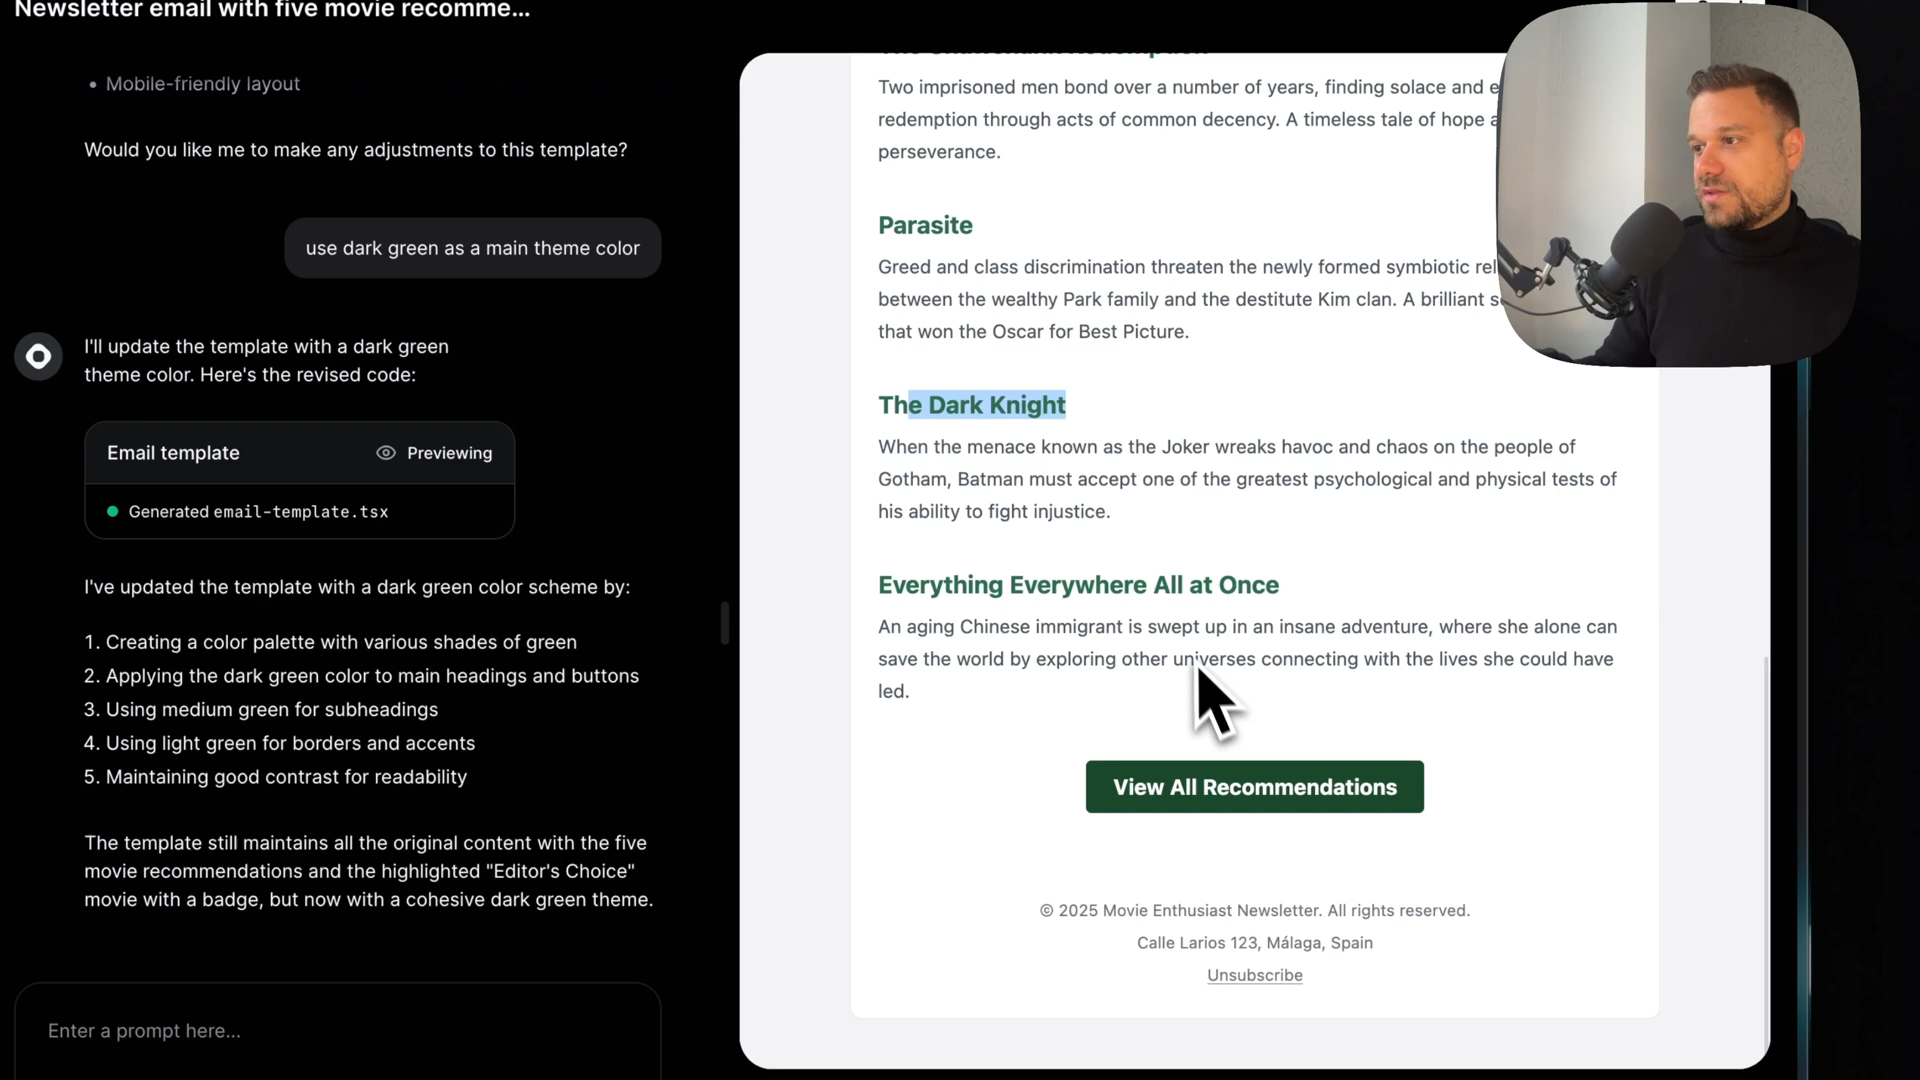 Newsletter email with five movie recomme...
• Mobile-friendly layout
Would you like me to make any adjustments to this template?
use dark green as a main theme color
I'll update the template with a dark green
theme color. Here's the revised code:
Email template
Previewing
Generated email-template.tsx
I've updated the template with a dark green color scheme by:
1. Creating a color palette with various shades of green
2. Applying the dark green color to main headings and buttons
3. Using medium green for subheadings
4. Using light green for borders and accents
5. Maintaining good contrast for readability
The template still maintains all the original content with the five
movie recommendations and the highlighted "Editor's Choice"
movie with a badge, but now with a cohesive dark green theme.
Enter a prompt here...
Two imprisoned men bond over a number of years, finding solace and
redemption through acts of common decency. A timeless tale of hope
perseverance.
Parasite
Greed and class discrimination threaten the newly formed symbiotic
between the wealthy Park family and the destitute Kim clan. A brilliant
that won the Oscar for Best Picture.
The Dark Knight
When the menace known as the Joker wreaks havoc and chaos on the people of
Gotham, Batman must accept one of the greatest psychological and physical tests of
his ability to fight injustice.
Everything Everywhere All at Once
An aging Chinese immigrant is swept up in an insane adventure, where she alone can
save the world by exploring other universes connecting with the lives she could have
led.
View All Recommendations
© 2025 Movie Enthusiast Newsletter. All rights reserved.
Calle Larios 123, Málaga, Spain
Unsubscribe